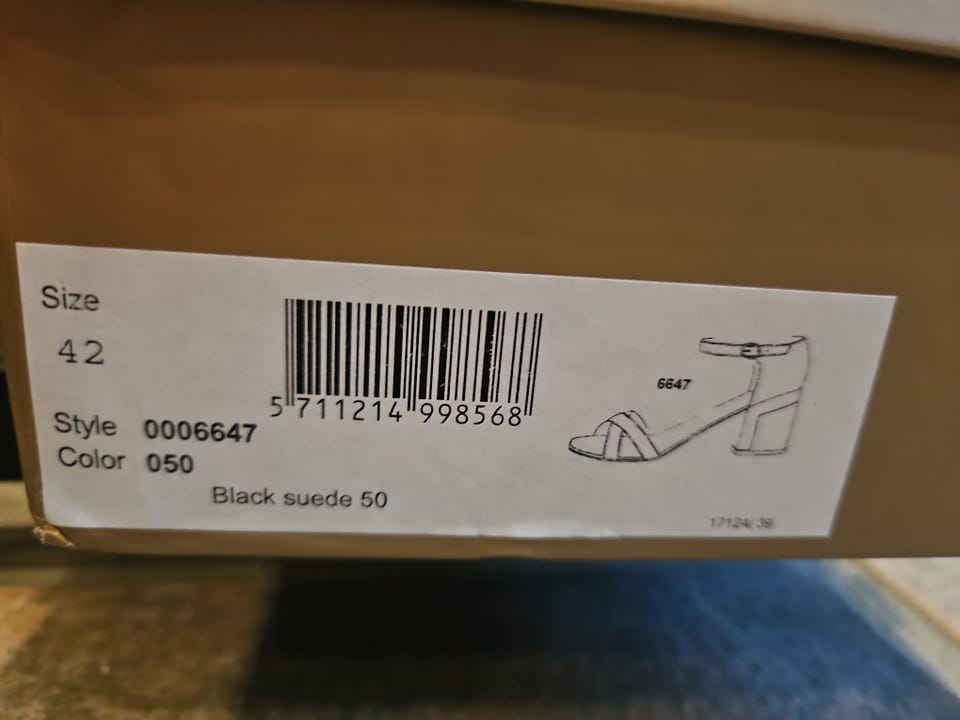 Size
42
5 711214 998568
6647
Style 0006647
Color 050
Black suede 50
17124/ 39